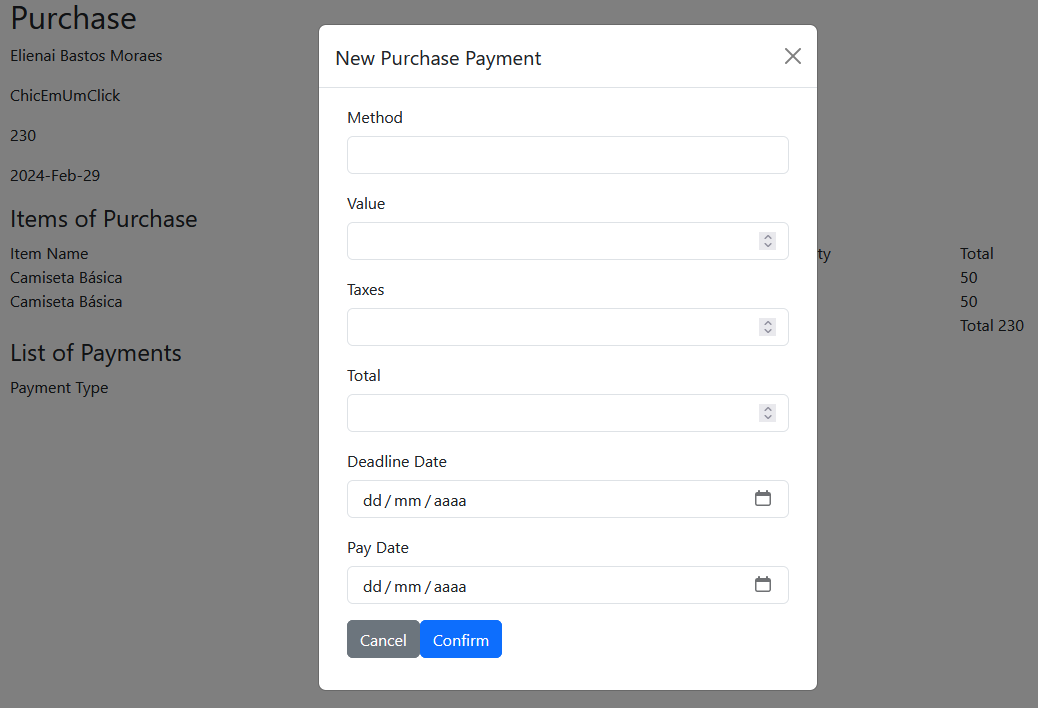 Purchase
Elienai Bastos Moraes
ChicEmUmClick
230
2024-Feb-29
Items of Purchase
Item Name ty Total
Camiseta Básica 50
Camiseta Básica 50
Total 230
List of Payments
Payment Type
New Purchase Payment
Method
Value
Taxes
Total
Deadline Date
dd/mm/aaaa
Pay Date
dd/mm/aaaa
Cancel Confirm